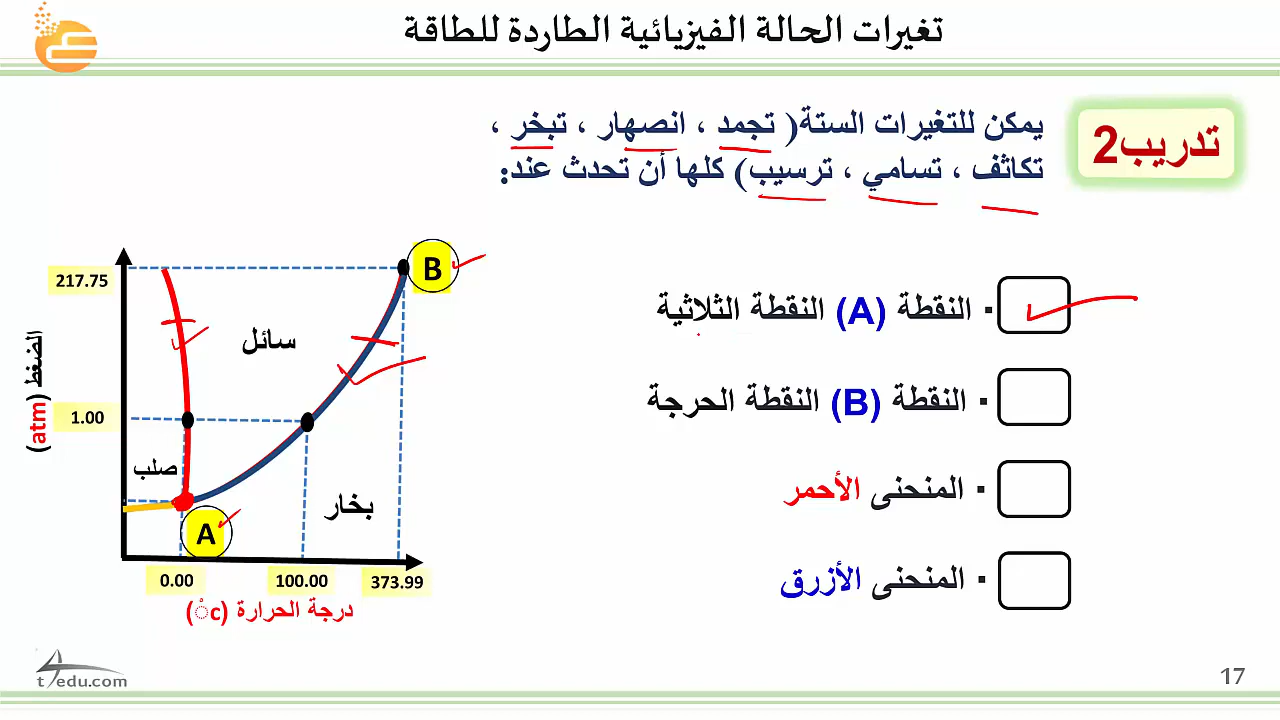 تغيرات الحالة الفيزيائية الطاردة للطاقة
تدريب2
يمكن للتغيرات الستة( تجمد ، انصهار ، تبخر ،
تكاثف ، تسامي ، ترسيب) كلها أن تحدث عند:
· النقطة (A) النقطة الثلاثية
· النقطة (B) النقطة الحرجة
· المنحنى الأحمر
· المنحنى الأزرق
B
217.75
سائل
الضغط (atm)
1.00
صلب
بخار
A
0.00
100.00
373.99
درجة الحرارة (ْc)
t4edu.com
17